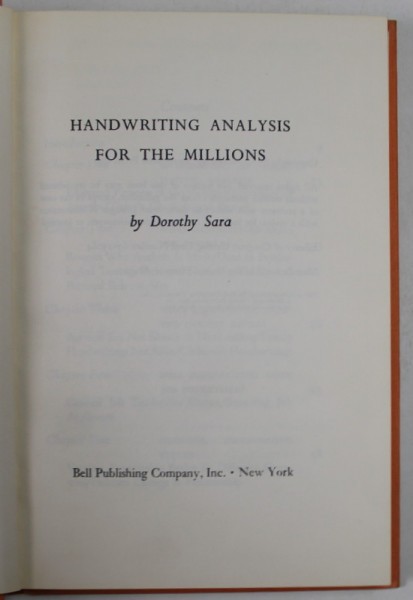 HANDWRITING ANALYSIS
FOR THE MILLIONS
by Dorothy Sara
Bell Publishing Company, Inc. • New York